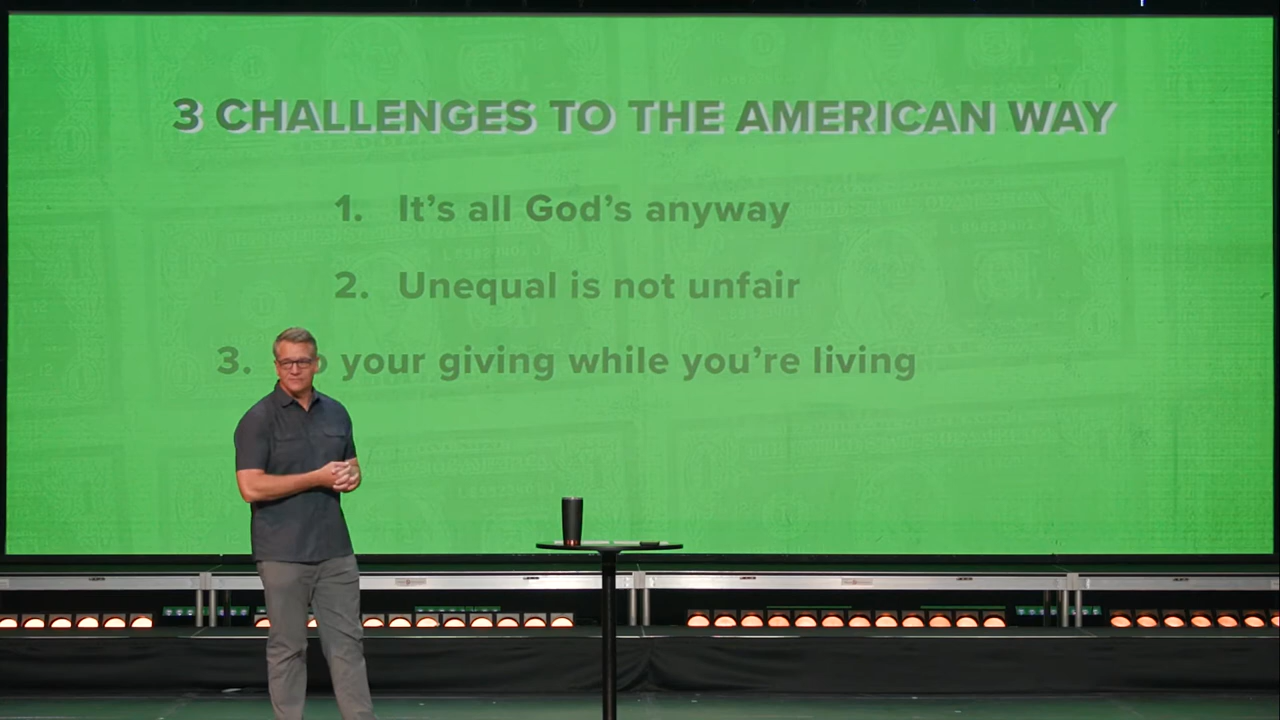 3 CHALLENGES TO THE AMERICAN WAY
1. It's all God's anyway
2. Unequal is not unfair
3. your giving while you're living